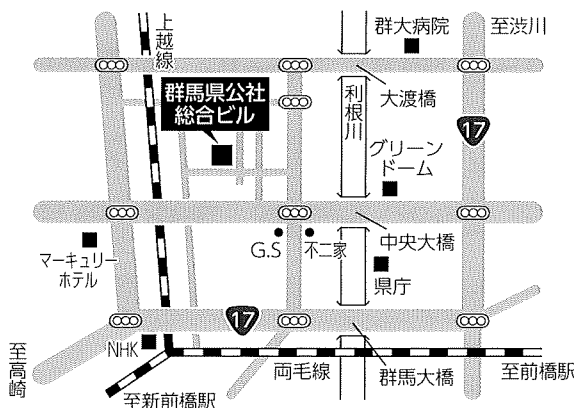 上越線
群大病院
至渋川
群馬県公社
総合ビル
大渡橋
利根川
17
グリーン
ドーム
G.S
不二家
中央大橋
マーキュリー
ホテル
県庁
17
NHK
至高崎
両毛線
群馬大橋
至前橋駅
至新前橋駅